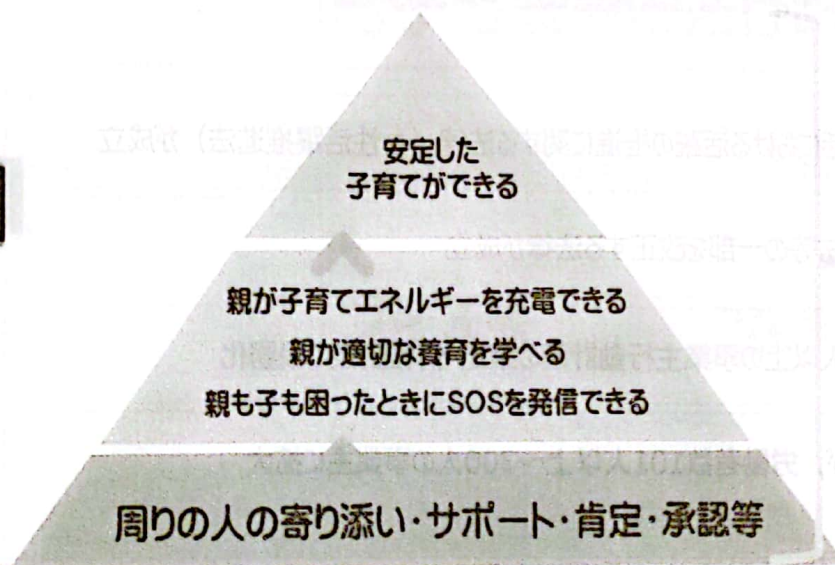 安定した
子育てができる
親が子育てエネルギーを充電できる
親が適切な養育を学べる
親も子も困ったときにSOSを発信できる
周りの人の寄り添い・サポート・肯定・承認等